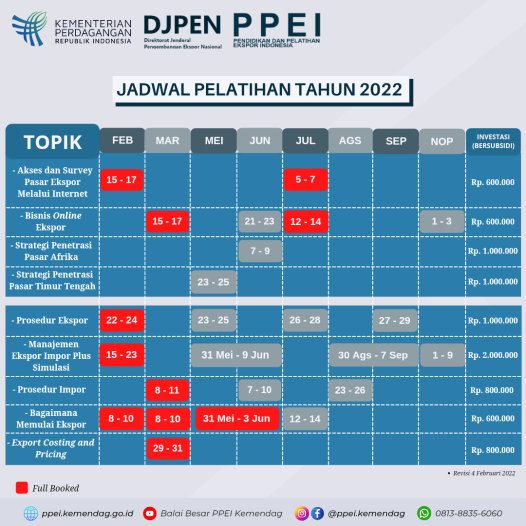 KEMENTERIAN
PERDAGANGAN
REPUBLIK INDONESIA
DJPEN
Direktorat Jenderal
Pengembangan Ekspor Nasional
PPEI
PENDIDIKAN DAN PELATIHAN
EKSPOR INDONESIA
JADWAL PELATIHAN TAHUN 2022
TOPIK FEB MAR MEI JUN JUL AGS SEP NOP INVESTASI
(BERSUBSIDI)
- Akses dan Survey
Pasar Ekspor
Melalui Internet
15 - 17 5 - 7 Rp. 600.000
- Bisnis Online
Ekspor
15 - 17 21 - 23 12 - 14 1 - 3 Rp. 600.000
- Strategi Penetrasi
Pasar Afrika
7 - 9 Rp. 1.000.000
- Strategi Penetrasi
Pasar Timur Tengah
23 - 25 Rp. 1.000.000
- Prosedur Ekspor 22 - 24 23 - 25 26 - 28 27 - 29 Rp. 1.000.000
- Manajemen
Ekspor Impor Plus
Simulasi
15 - 23 31 Mei - 9 Jun 30 Ags - 7 Sep 1 - 9 Rp. 2.000.000
- Prosedur Impor 8 - 11 7 - 10 23 - 26 Rp. 800.000
- Bagaimana
Memulai Ekspor
8 - 10 8 - 10 31 Mei - 3 Jun 12 - 14 Rp. 600.000
- Export Costing and
Pricing
29 - 31 Rp. 800.000
• Revisi 4 Februari 2022
Full Booked
ppei.kemendag.go.id Balai Besar PPEI Kemendag @ppei.kemendag 0813-8835-6060